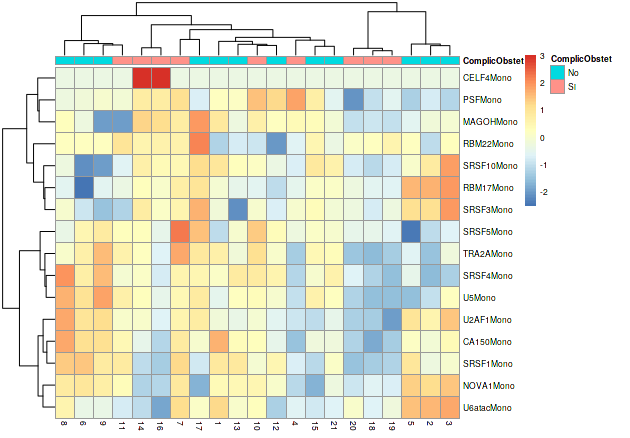 ComplicObstet
CELF4Mono
PSFMono
MAGOHMono
RBM22Mono
SRSF10Mono
RBM17Mono
SRSF3Mono
SRSF5Mono
TRA2AMono
SRSF4Mono
U5Mono
U2AF1Mono
CA150Mono
SRSF1Mono
NOVA1Mono
U6atacMono
8 6 9 11 14 16 7 17 1 13 10 12 4 15 21 20 18 19 5 2 3
3
2
1
0
-1
-2
ComplicObstet
No
SI